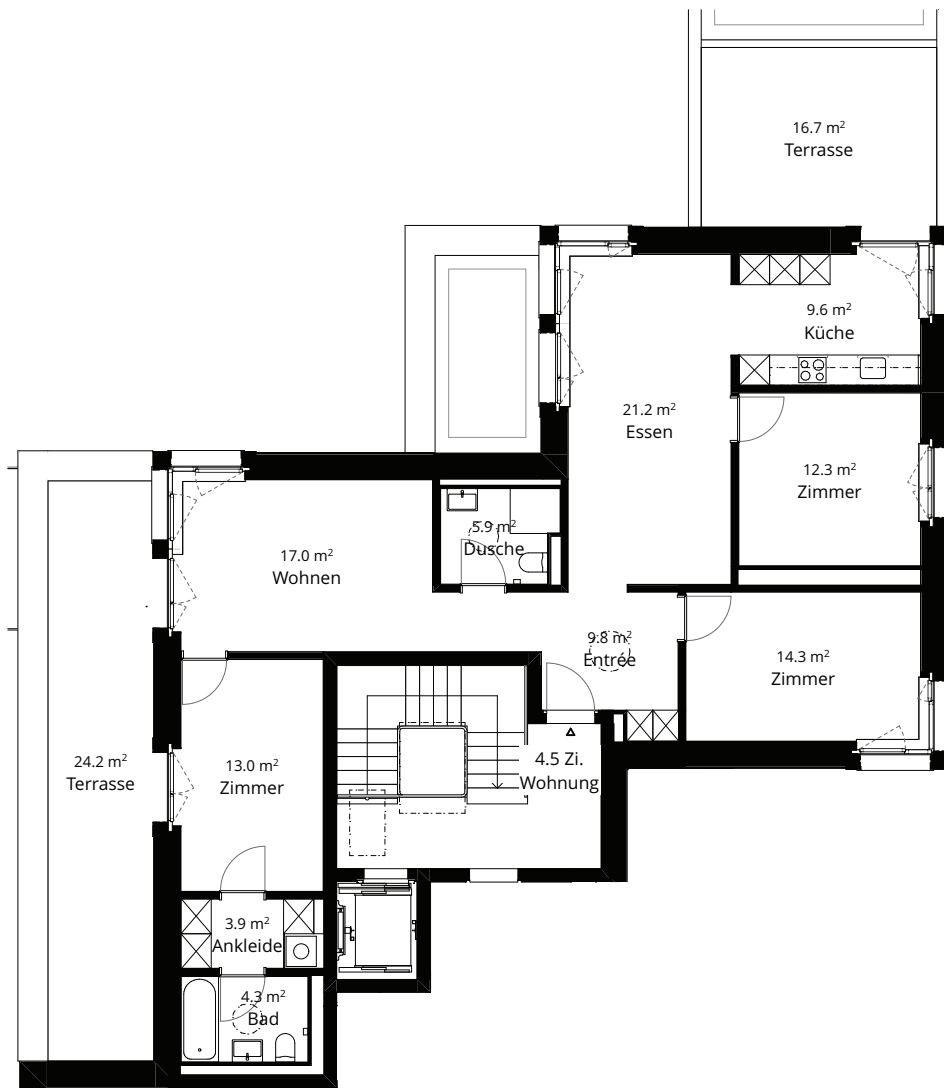 16.7 m²
Terrasse
9.6 m²
Küche
21.2 m²
Essen
12.3 m²
Zimmer
5.9 m²
Dusche
17.0 m²
Wohnen
9.8 m²
Entrée
14.3 m²
Zimmer
24.2 m²
Terrasse
13.0 m²
Zimmer
4.5 Zi.
Wohnung
3.9 m²
Ankleide
4.3 m²
Bad